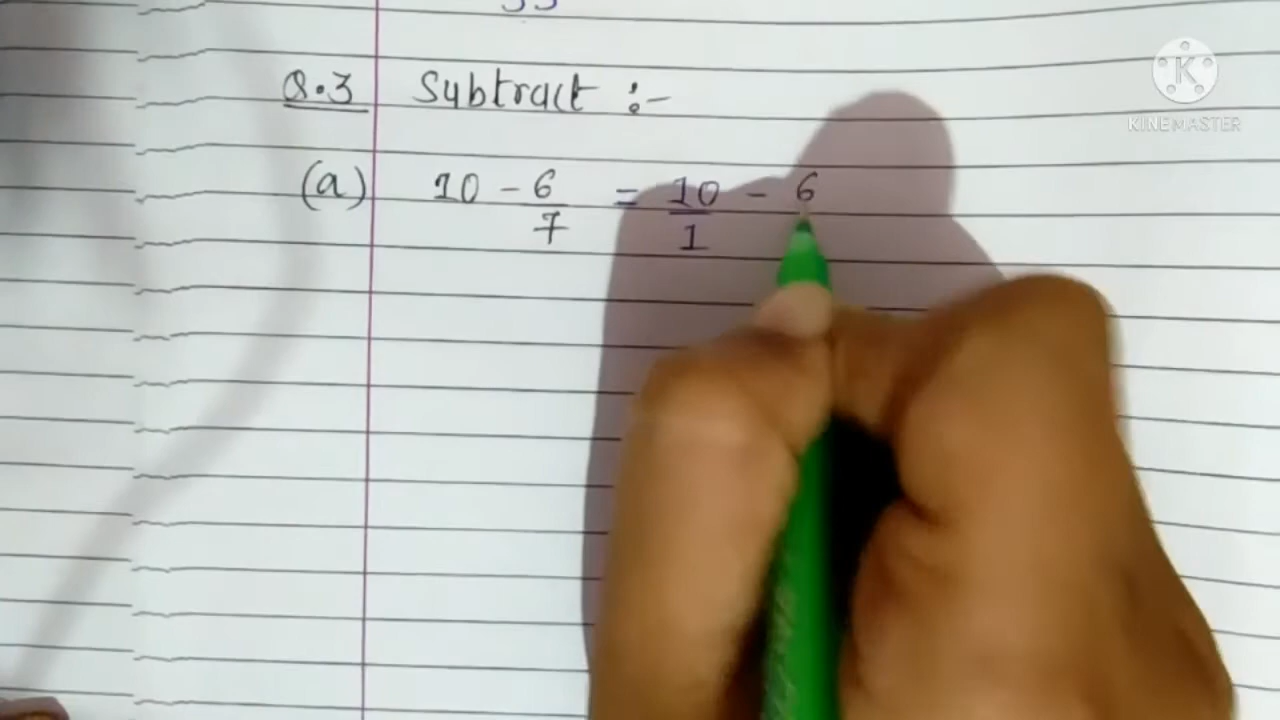 Q.3 Subtract :-
(a) 10 - 6/7 = 10/1 - 6
KINEMASTER